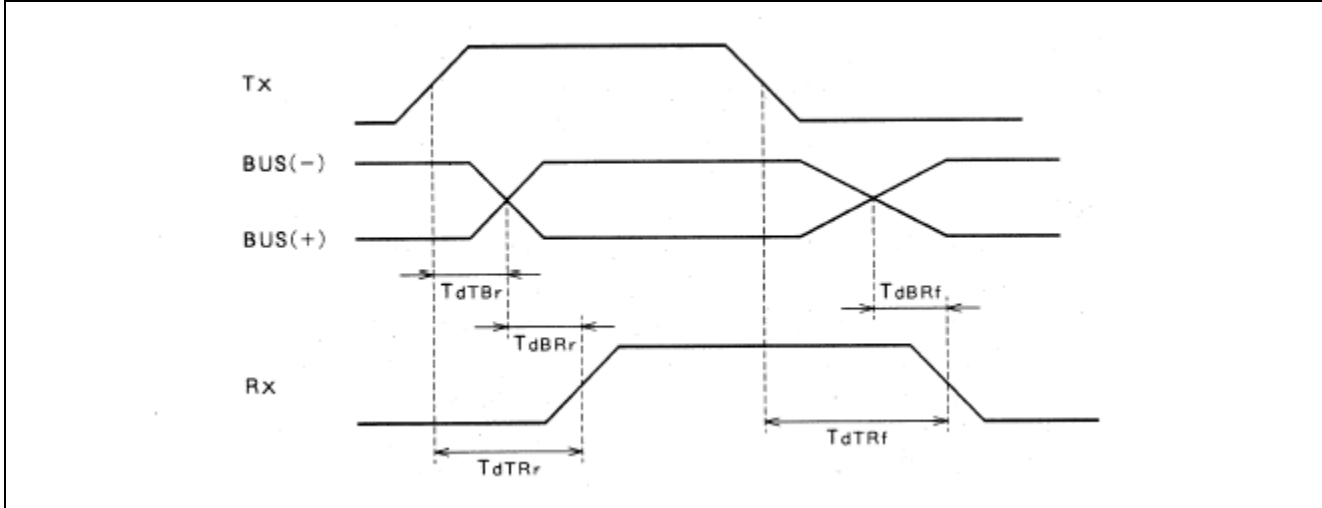 Tx
BUS(-)
BUS(+)
TdTBr
TdBRf
TdBRr
Rx
TdTRf
TdTRr